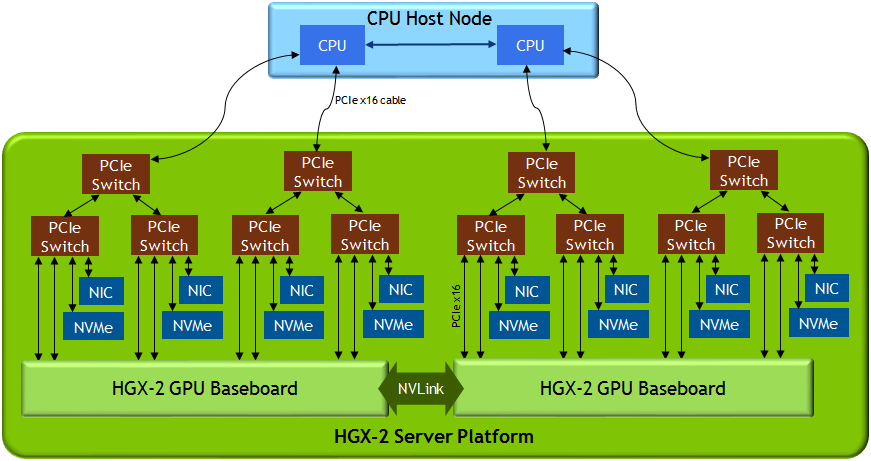 CPU Host Node
CPU
CPU
PCIe x16 cable
PCIe
Switch
PCIe
Switch
PCIe
Switch
PCIe
Switch
PCIe
Switch
PCIe
Switch
PCIe
Switch
PCIe
Switch
PCIe
Switch
PCIe
Switch
PCIe
Switch
PCIe
Switch
NIC
NIC
NIC
NIC
NIC
NIC
NIC
NIC
PCIe x16
NVMe
NVMe
NVMe
NVMe
NVMe
NVMe
NVMe
NVMe
HGX-2 GPU Baseboard
NVLink
HGX-2 GPU Baseboard
HGX-2 Server Platform